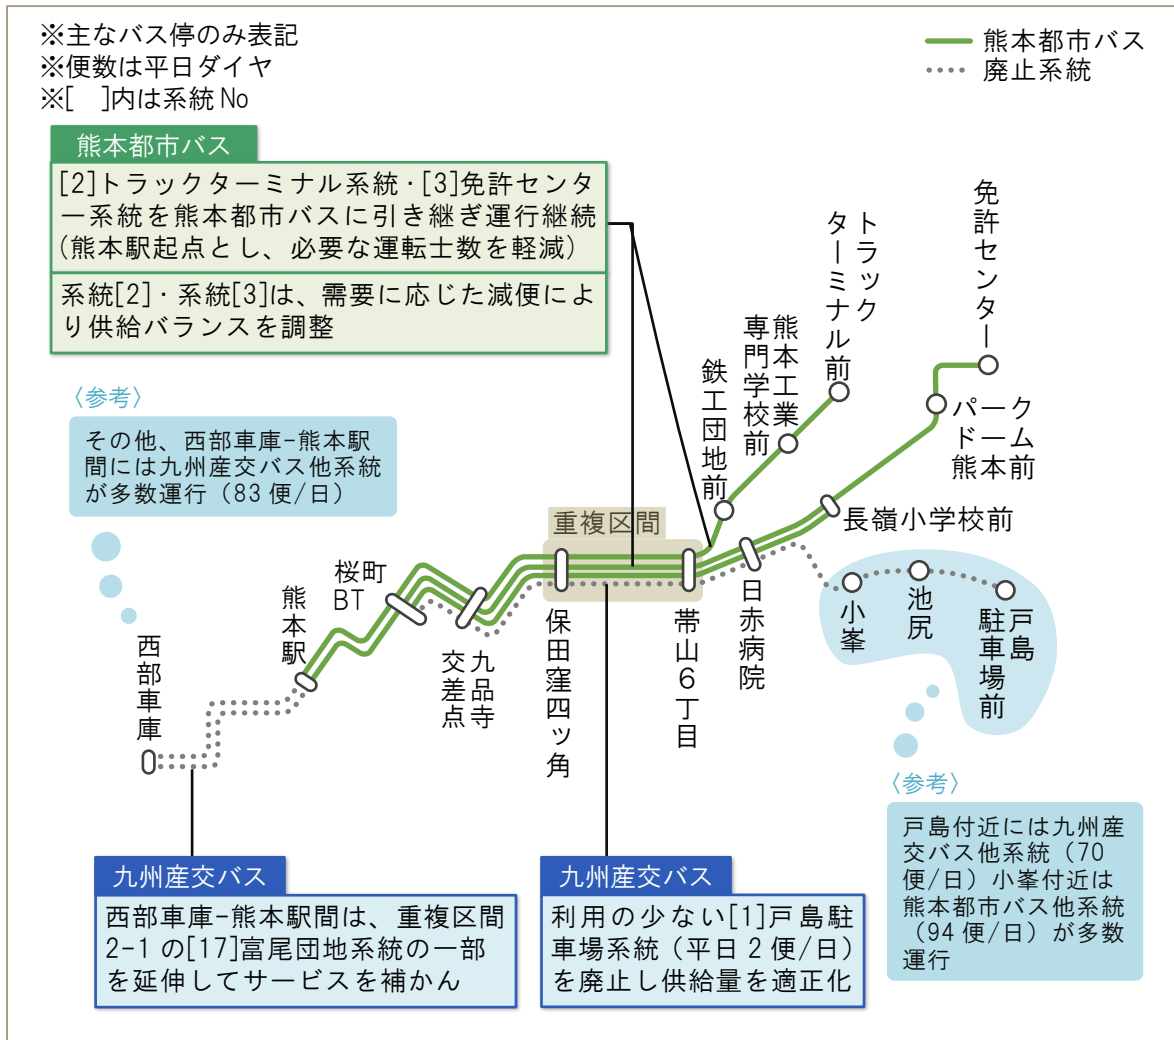 ※主なバス停のみ表記
※便数は平日ダイヤ
※[　]内は系統No
熊本都市バス
廃止系統
熊本都市バス
[2]トラックターミナル系統･[3]免許センタ
ー系統を熊本都市バスに引き継ぎ運行継続
(熊本駅起点とし、必要な運転士数を軽減)
系統[2]･系統[3]は、需要に応じた減便によ
り供給バランスを調整
〈参考〉
その他、西部車庫-熊本駅
間には九州産交バス他系統
が多数運行（83便/日）
西部車庫
熊本駅
桜町
BT
九品寺
交差点
重複区間
保田窪四ッ角
帯山6丁目
日赤病院
鉄工団地前
熊本工業
専門学校前
トラック
ターミナル前
免許センター
パーク
ドーム
熊本前
長嶺小学校前
小峯
池尻
戸島
駐車場前
〈参考〉
戸島付近には九州産
交バス他系統（70
便/日）小峯付近は
熊本都市バス他系統
（94便/日）が多数
運行
九州産交バス
西部車庫-熊本駅間は、重複区間
2-1の[17]富尾団地系統の一部
を延伸してサービスを補かん
九州産交バス
利用の少ない[1]戸島駐
車場系統（平日2便/日）
を廃止し供給量を適正化